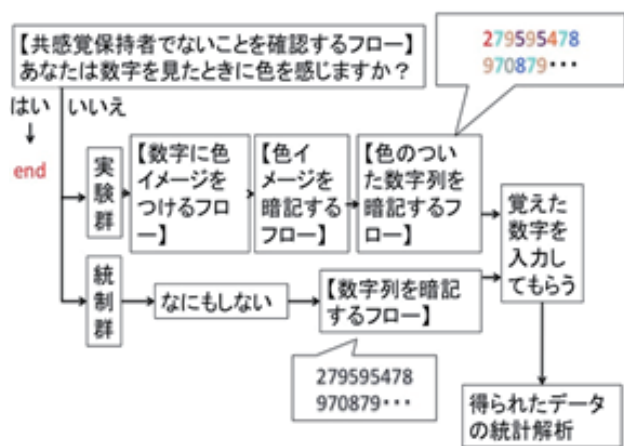 【共感覚保持者でないことを確認するフロー】
あなたは数字を見たときに色を感じますか？
はい
いいえ
end
実験群
【数字に色
イメージを
つけるフロ
ー】
【色イ
メージを
暗記する
フロー】
【色のつい
た数字列を
暗記するフ
ロー】
279595478
970879・・・
統制群
なにもしない
【数字列を暗記
するフロー】
279595478
970879・・・
覚えた
数字を
入力し
てもらう
得られたデータ
の統計解析